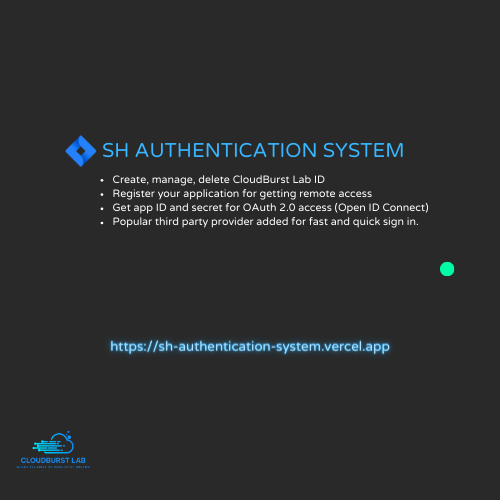 SH AUTHENTICATION SYSTEM
• Create, manage, delete CloudBurst Lab ID
• Register your application for getting remote access
• Get app ID and secret for OAuth 2.0 access (Open ID Connect)
• Popular third party provider added for fast and quick sign in.
https://sh-authentication-system.vercel.app
CLOUDBURST LAB